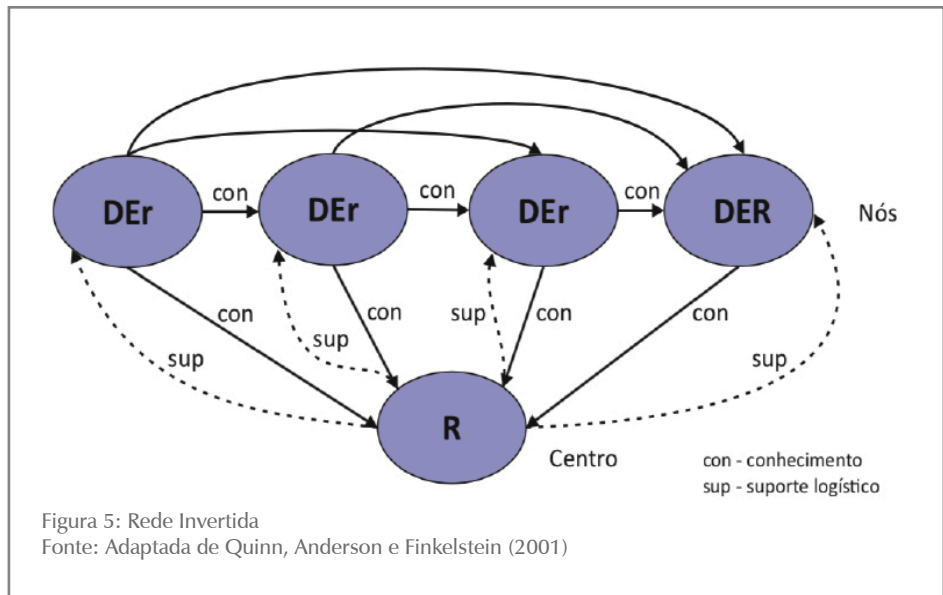 con
con
con
DEr
DEr
DEr
DER
Nós
con
con
con
con
sup
sup
sup
sup
R
Centro
con - conhecimento
sup - suporte logístico
Figura 5: Rede Invertida
Fonte: Adaptada de Quinn, Anderson e Finkelstein (2001)